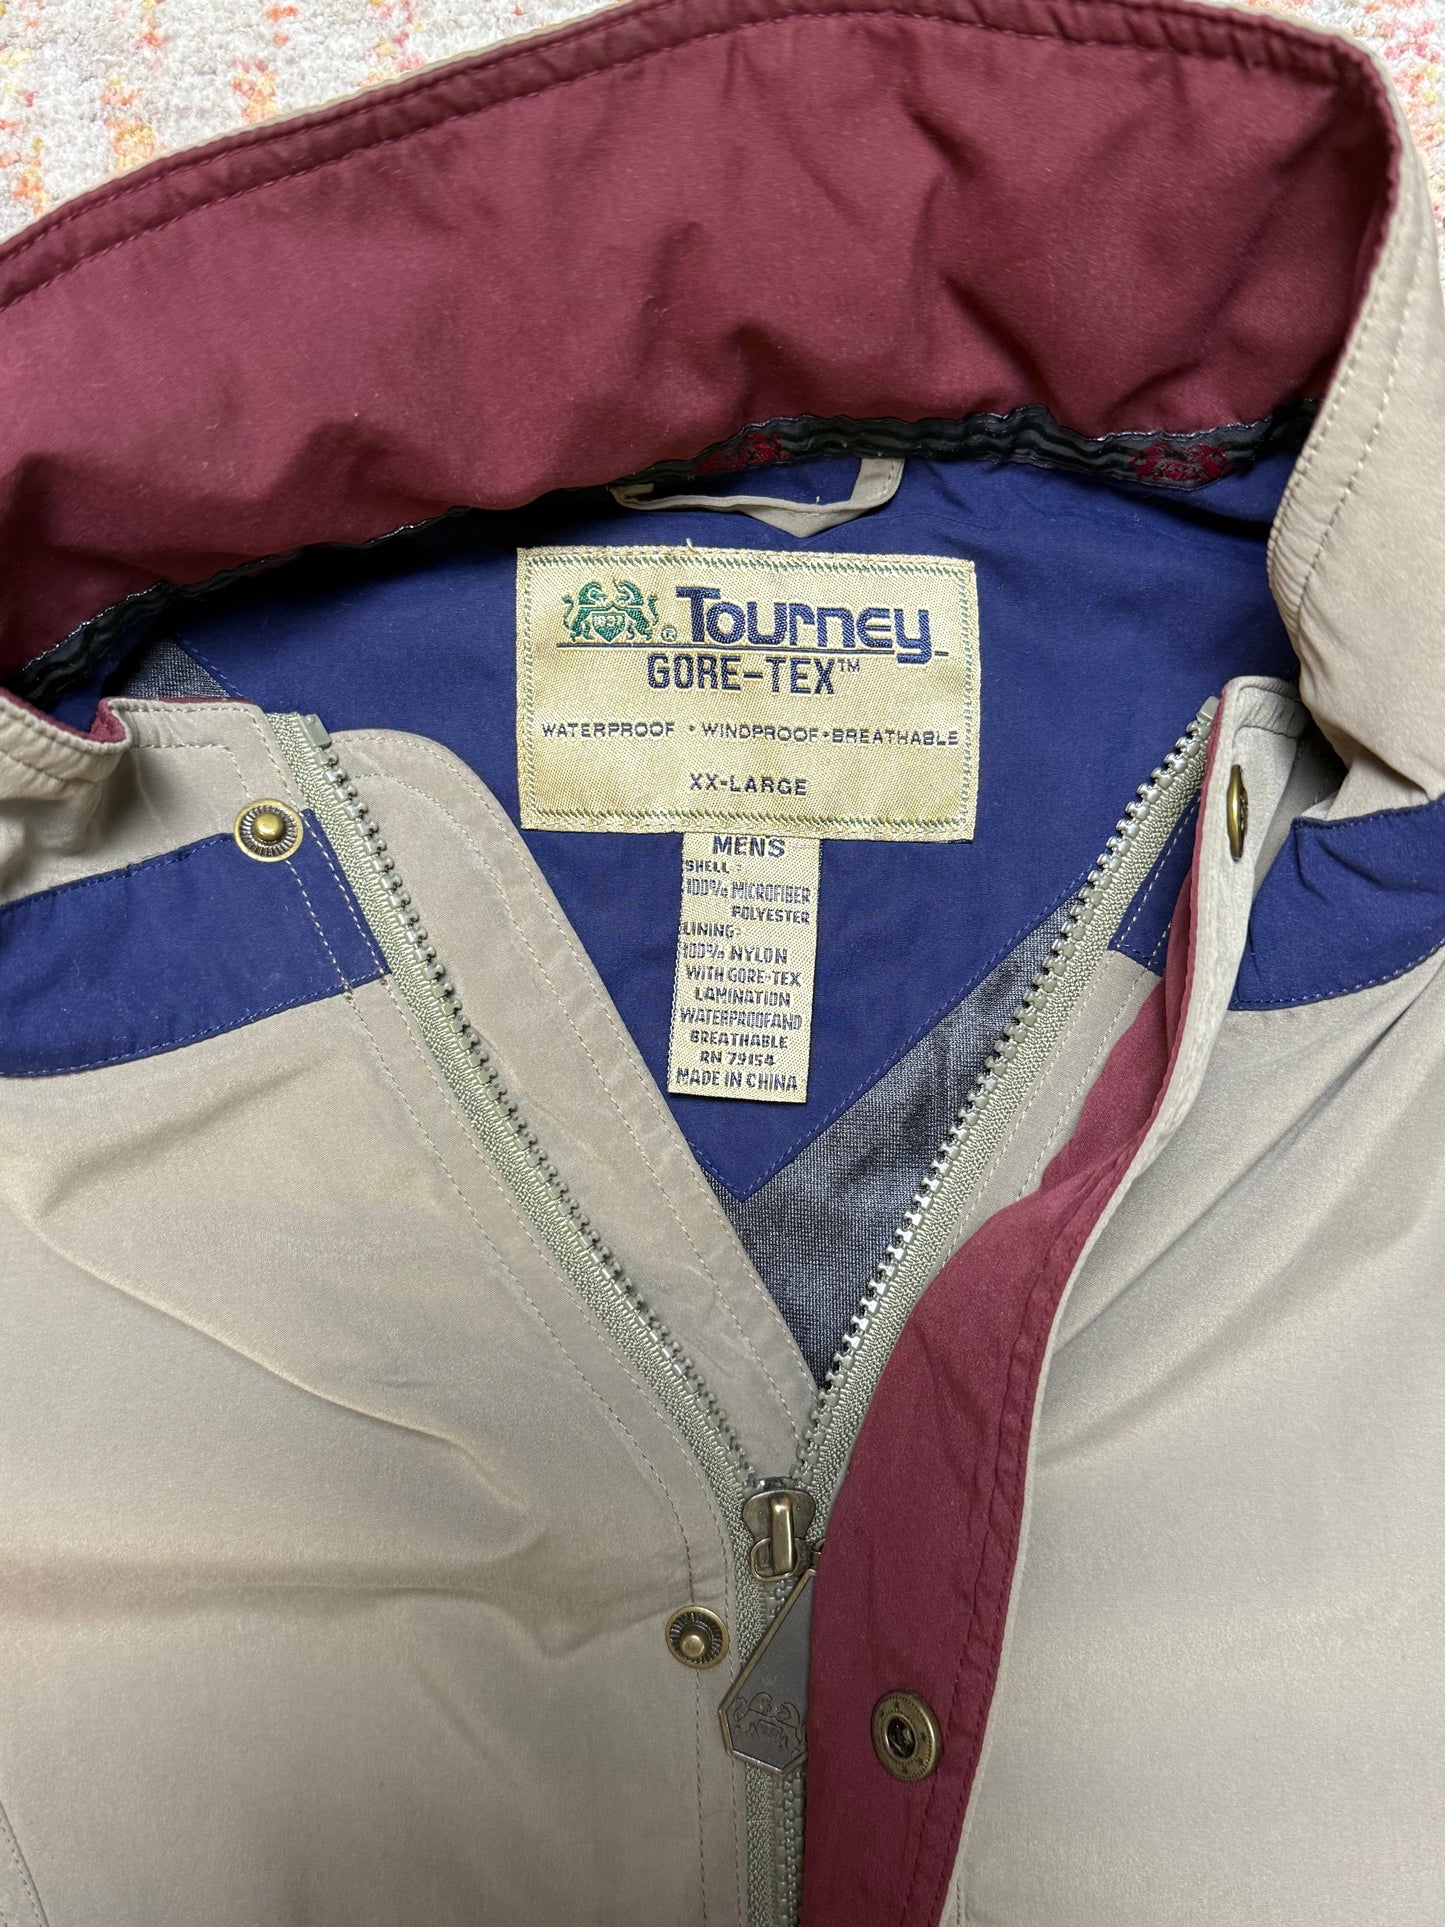 1837 ® Tourney
GORE-TEX™
WATERPROOF • WINDPROOF • BREATHABLE
XX-LARGE
MENS
SHELL:
100% MICROFIBER
POLYESTER
LINING:
100% NYLON
WITH GORE-TEX
LAMINATION
WATERPROOFAND
BREATHABLE
RN 79154
MADE IN CHINA